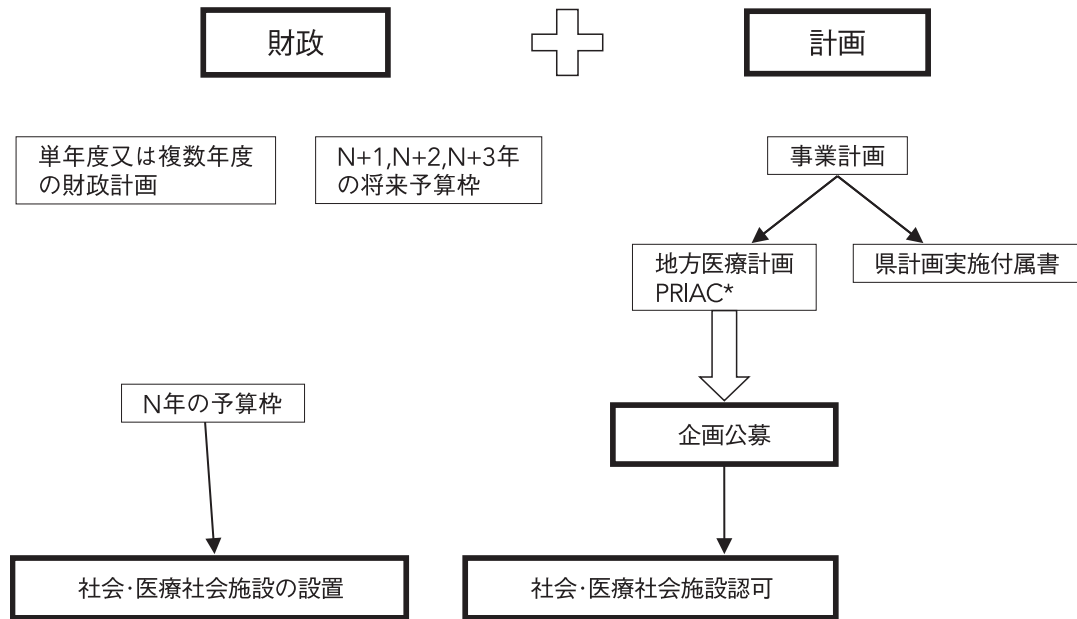 財政
計画
単年度又は複数年度
の財政計画
N+1,N+2,N+3年
の将来予算枠
事業計画
地方医療計画
PRIAC*
県計画実施付属書
N年の予算枠
企画公募
社会・医療社会施設の設置
社会・医療社会施設認可